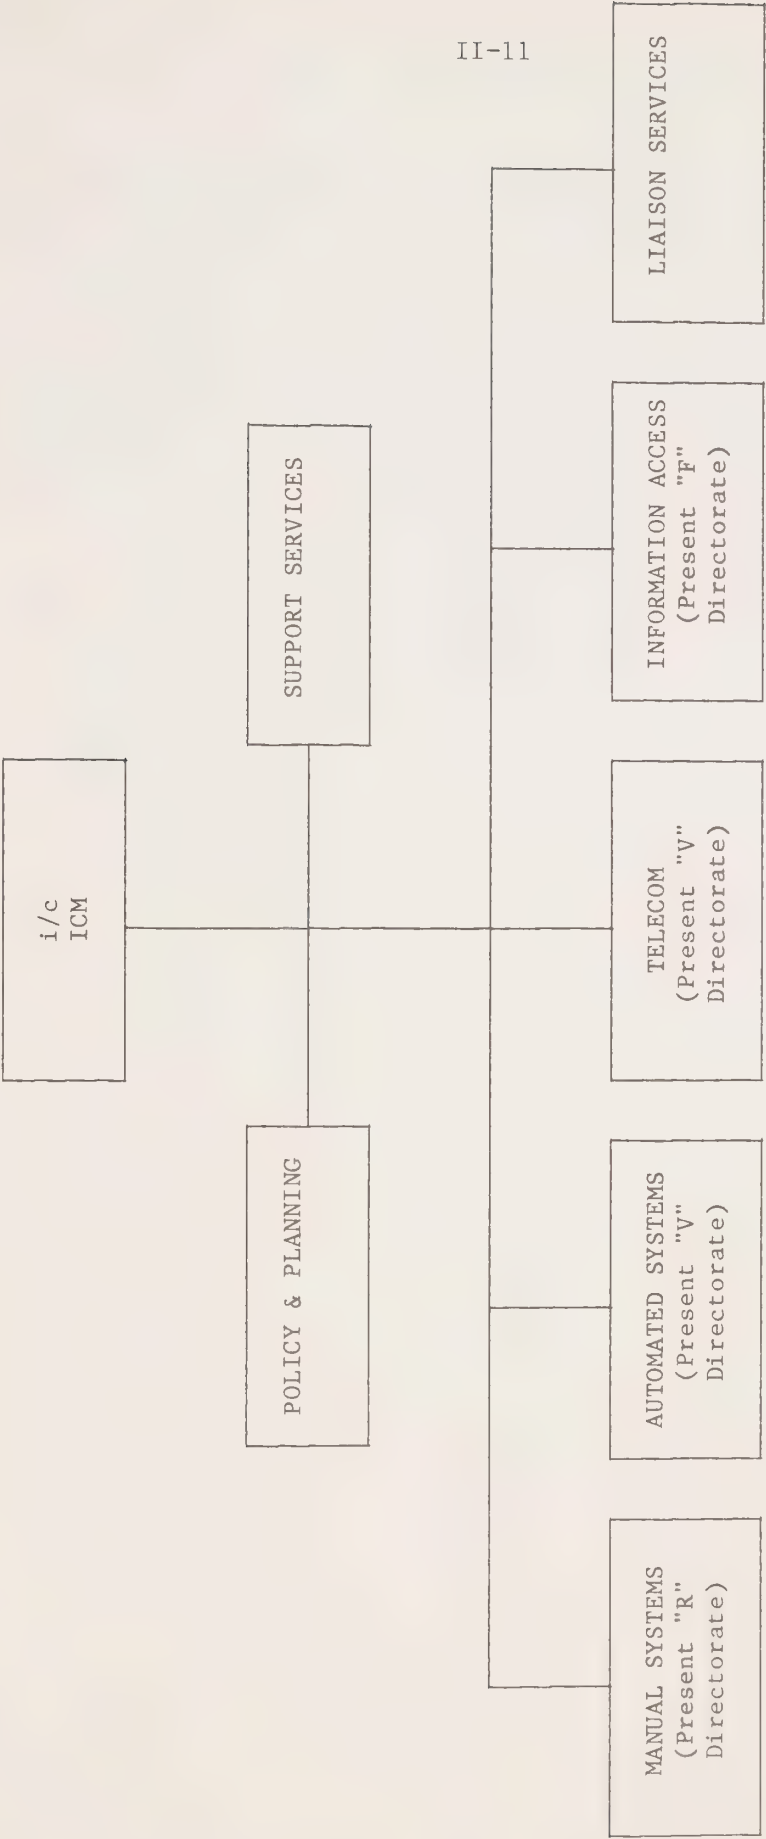 II-11
i/c
ICM
POLICY & PLANNING
SUPPORT SERVICES
MANUAL SYSTEMS
(Present "R"
Directorate)
AUTOMATED SYSTEMS
(Present "V"
Directorate)
TELECOM
(Present "V"
Directorate)
INFORMATION ACCESS
(Present "F"
Directorate)
LIAISON SERVICES